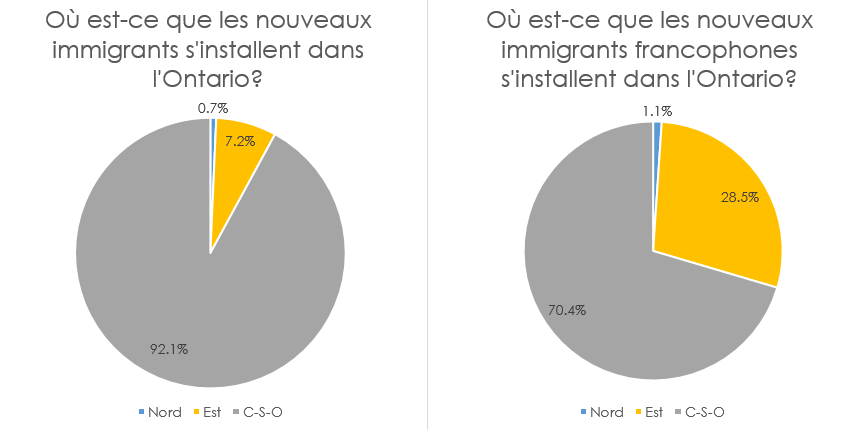 Où est-ce que les nouveaux
immigrants s'installent dans
l'Ontario?
0.7%
7.2%
92.1%
Nord Est C-S-O
Où est-ce que les nouveaux
immigrants francophones
s'installent dans l'Ontario?
1.1%
28.5%
70.4%
Nord Est C-S-O